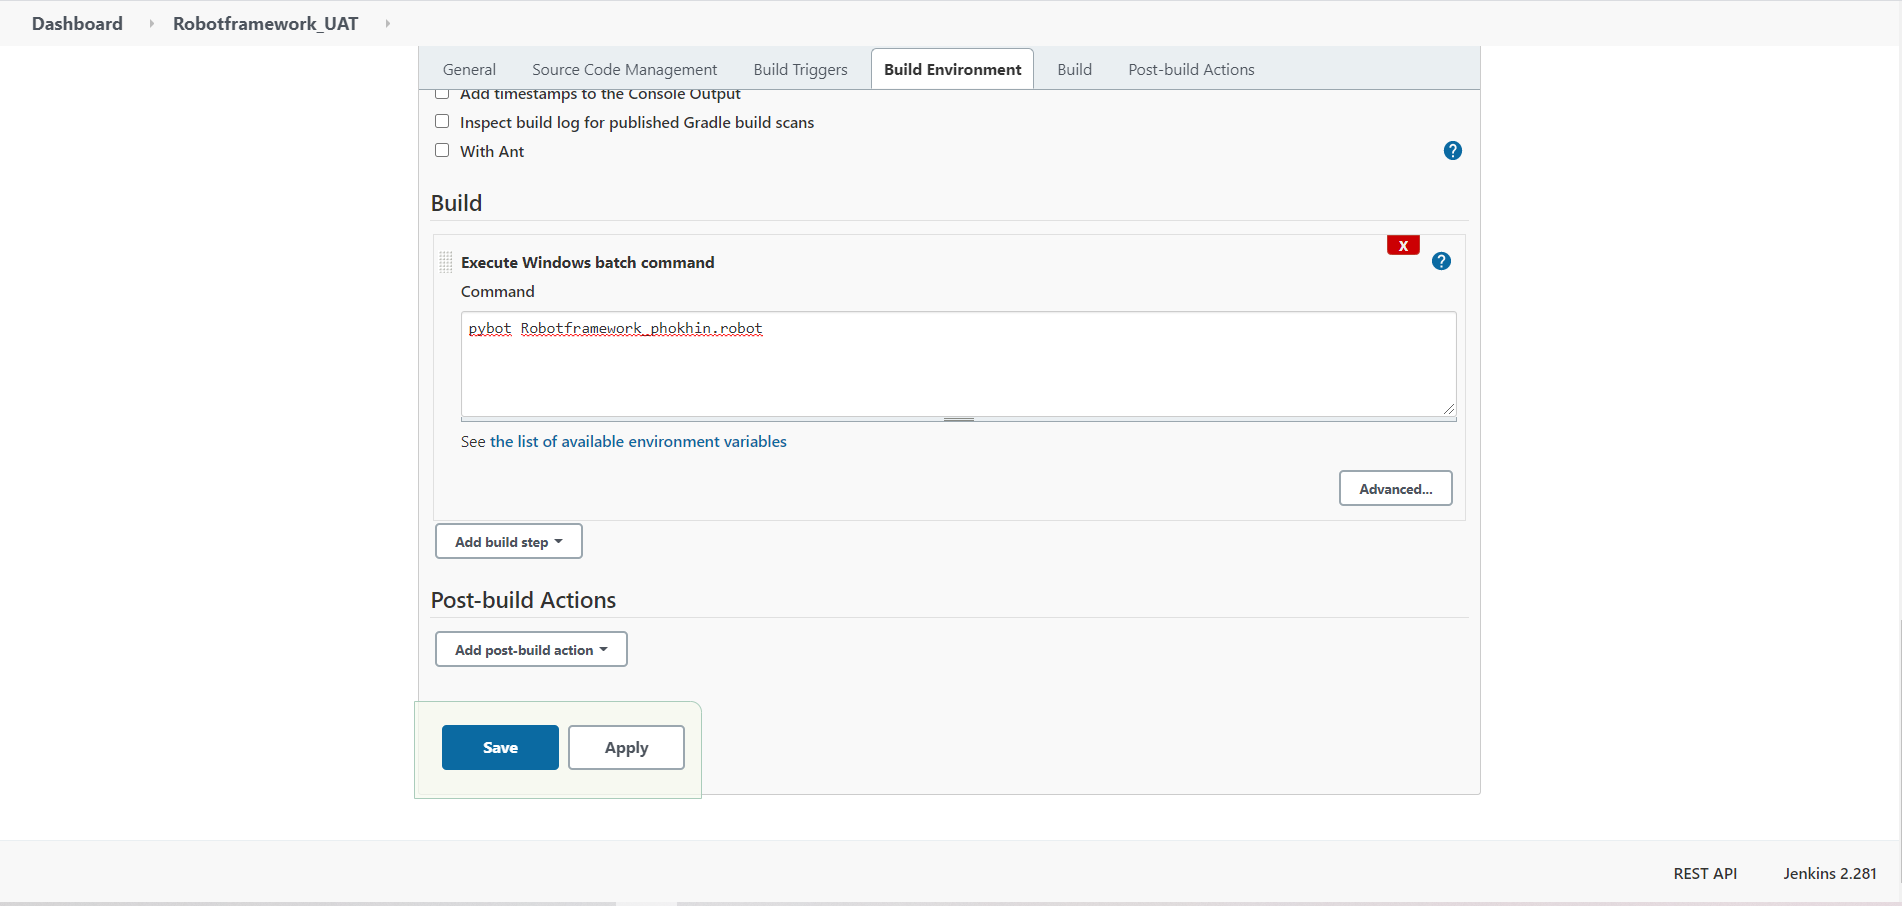 Dashboard Robotframework_UAT
General Source Code Management Build Triggers Build Environment Build Post-build Actions
Add timestamps to the Console Output
Inspect build log for published Gradle build scans
With Ant
?
Build
X
Execute Windows batch command
?
Command
pybot Robotframework_phokhin.robot
See the list of available environment variables
Advanced...
Add build step
Post-build Actions
Add post-build action
Save Apply
REST API Jenkins 2.281